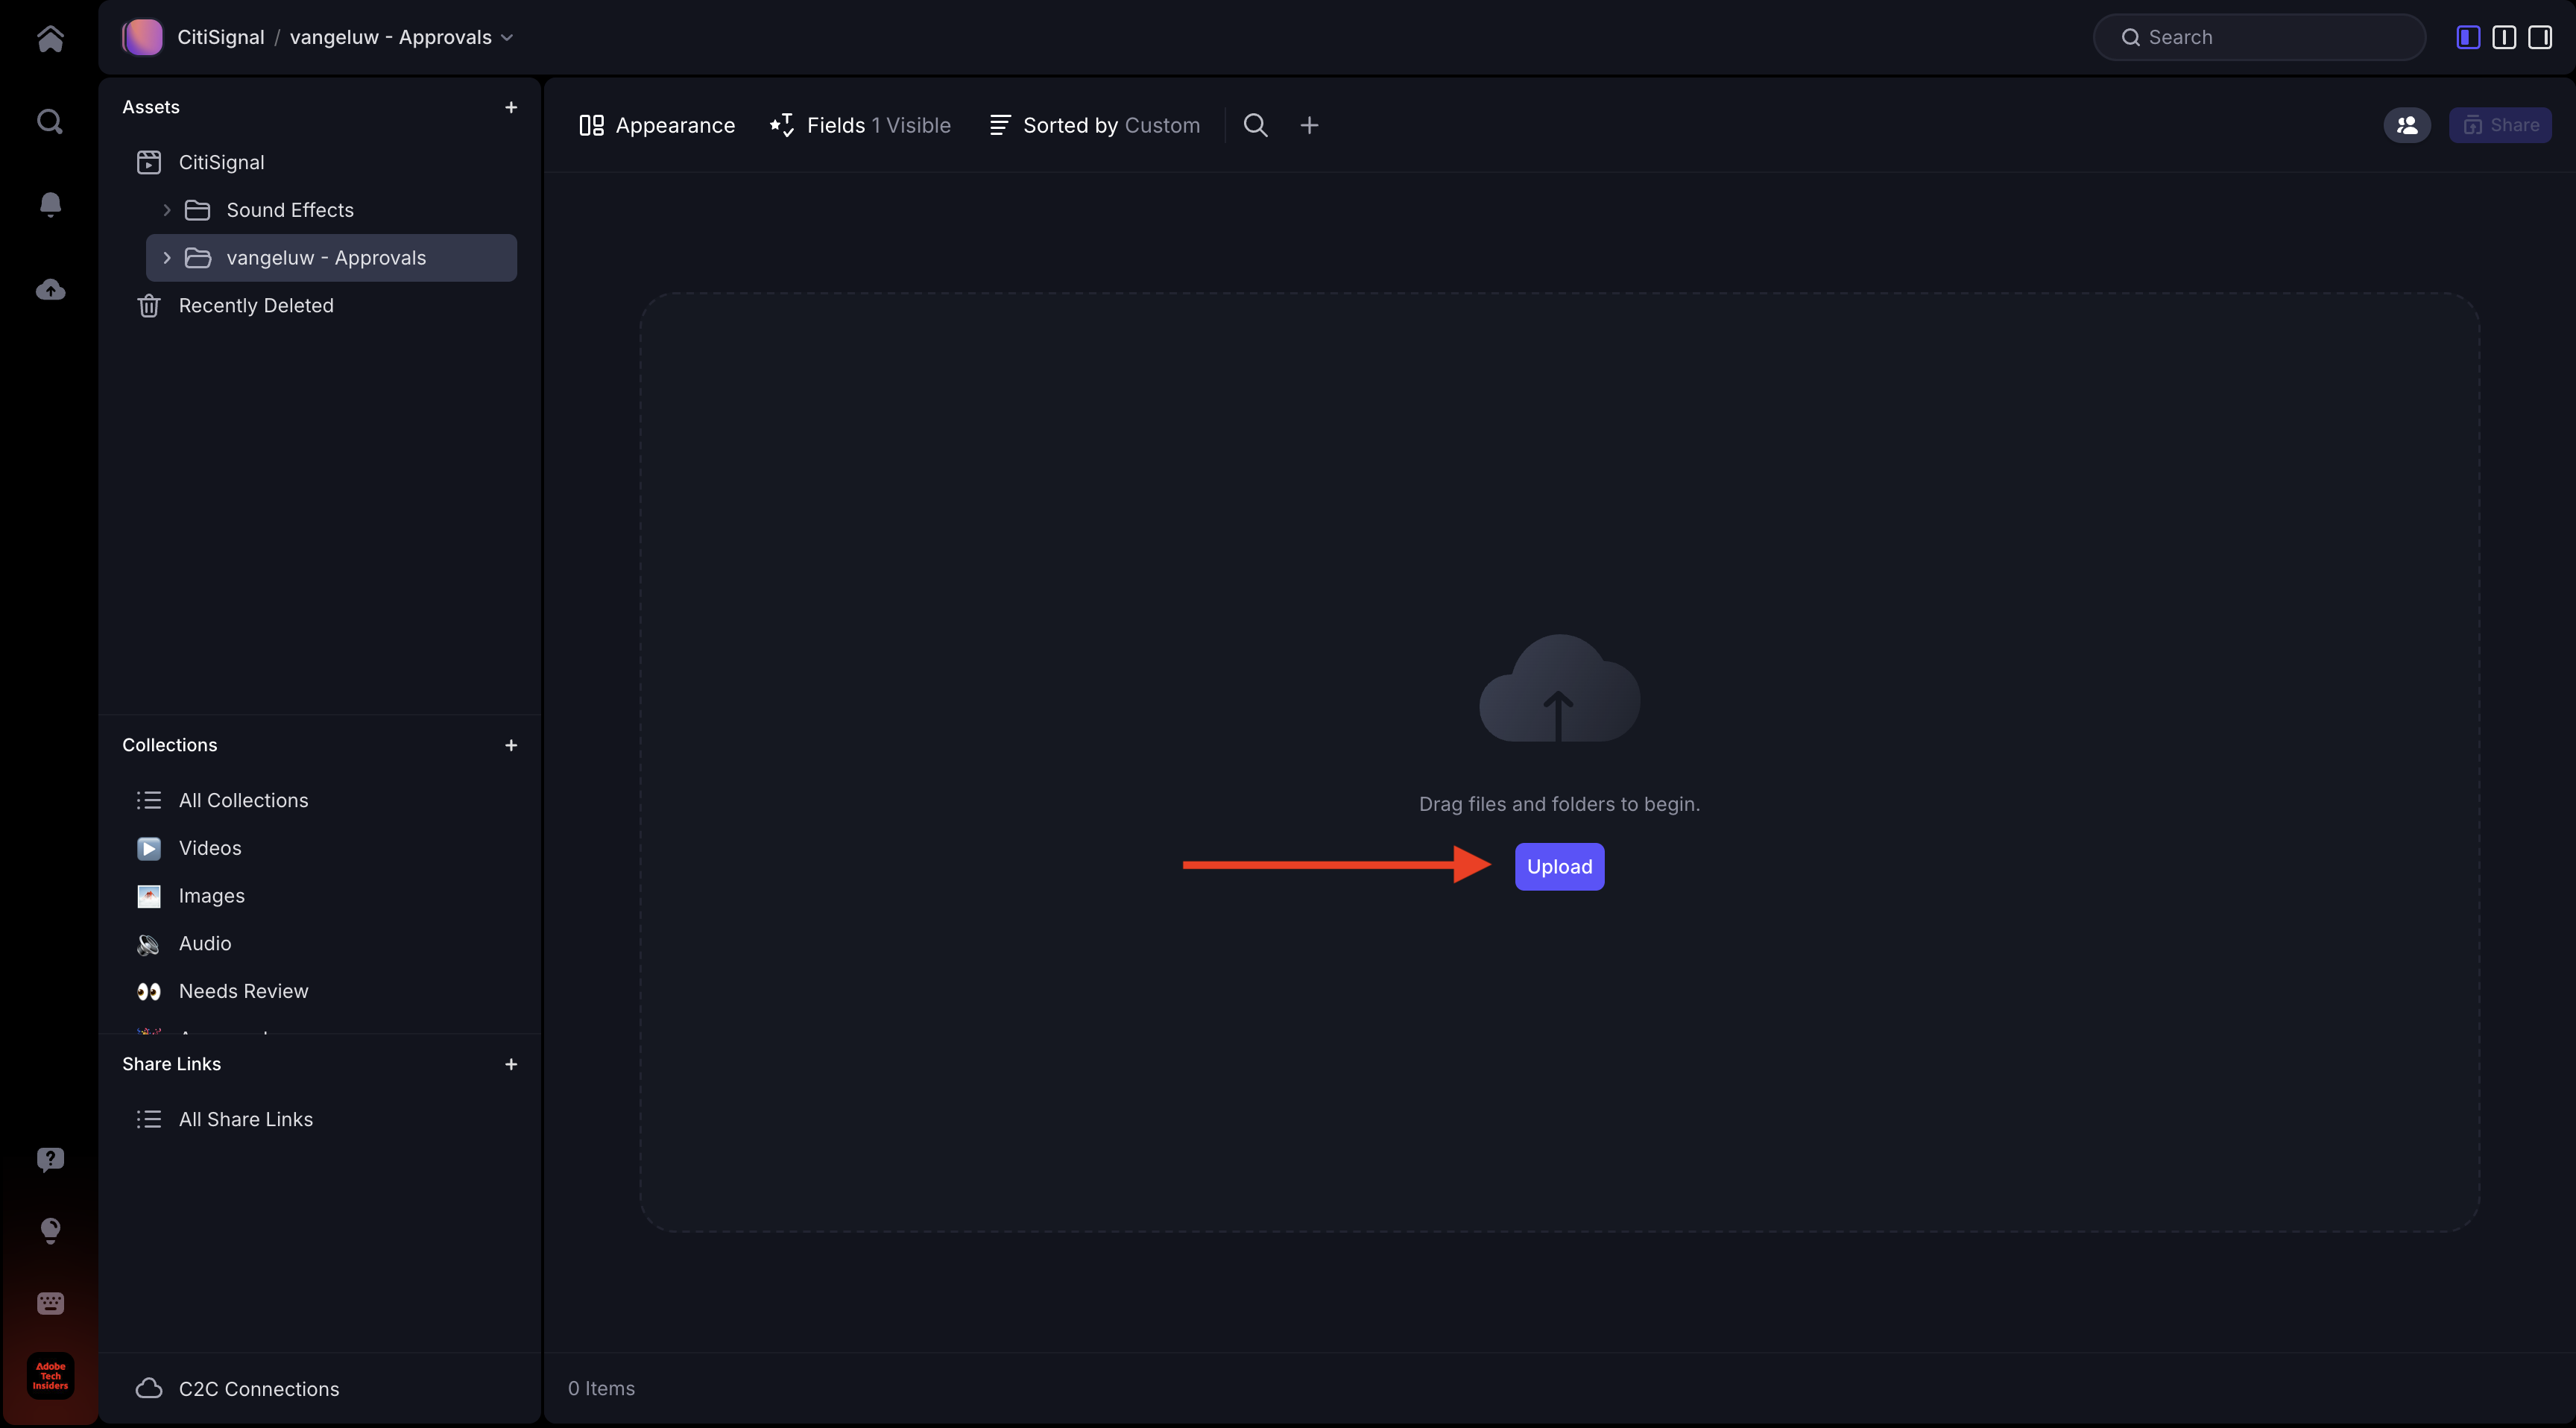 CitiSignal / vangeluw - Approvals
Search
Assets
CitiSignal
Sound Effects
vangeluw - Approvals
Recently Deleted
Collections
All Collections
Videos
Images
Audio
Needs Review
Share Links
All Share Links
C2C Connections
Adobe
Tech
Insiders
Appearance
Fields 1 Visible
Sorted by Custom
Share
Drag files and folders to begin.
Upload
0 Items